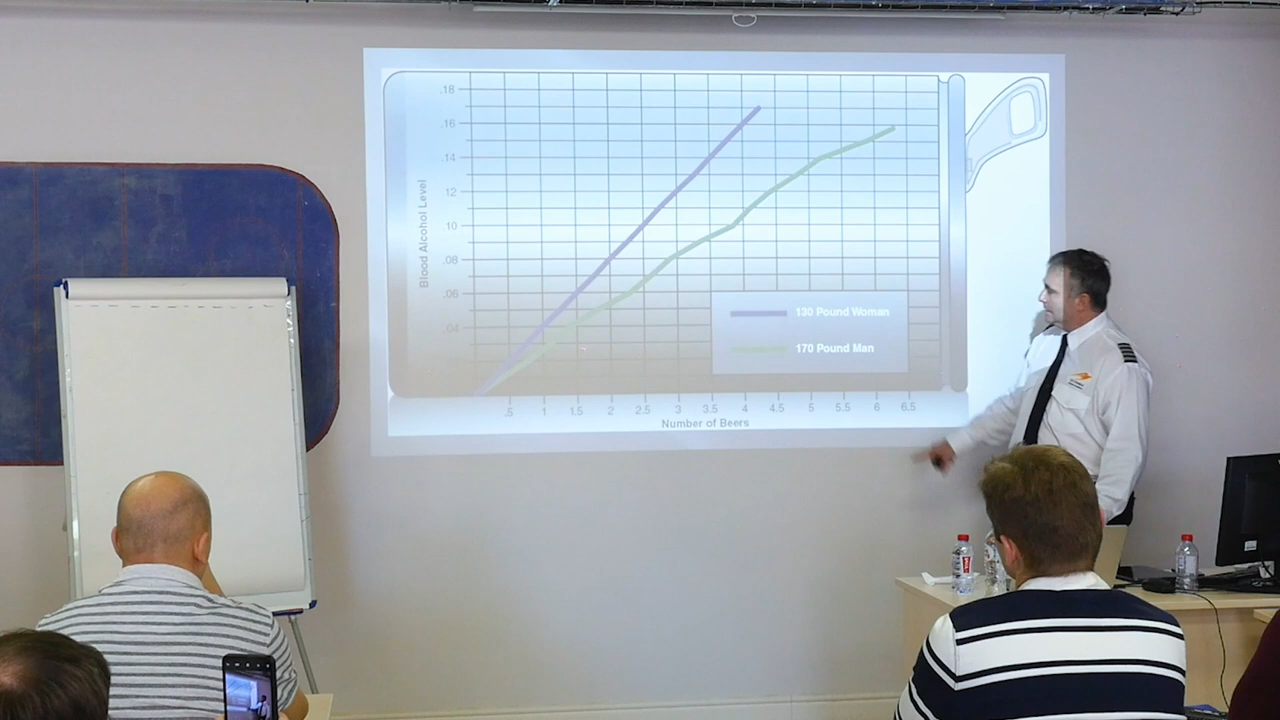 .18
.16
.14
12
10
.08
.06
04
Blood Alcohol Level
130 Pound Woman
170 Pound Man
.5 1 1.5 2 2.5 3 3.5 4 4.5 5 5.5 6 6.5
Number of Beers